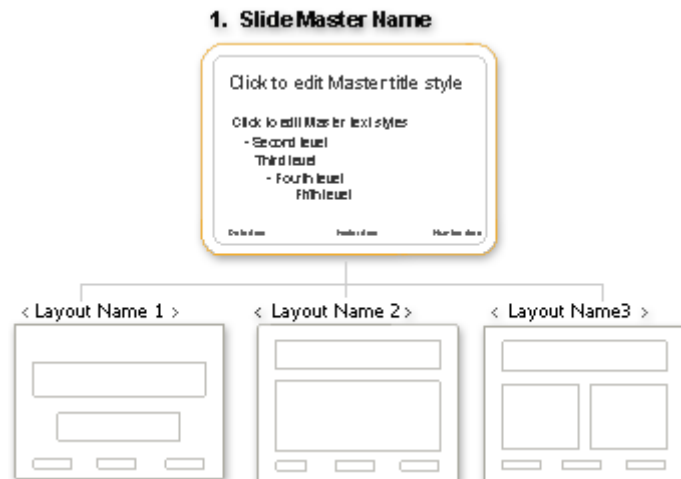 1. Slide Master Name
Click to edit Master title style
Click to edit Master text styles
- Second level
Third level
- Fourth level
Fifth level
< Layout Name 1 >
< Layout Name 2 >
< Layout Name3 >